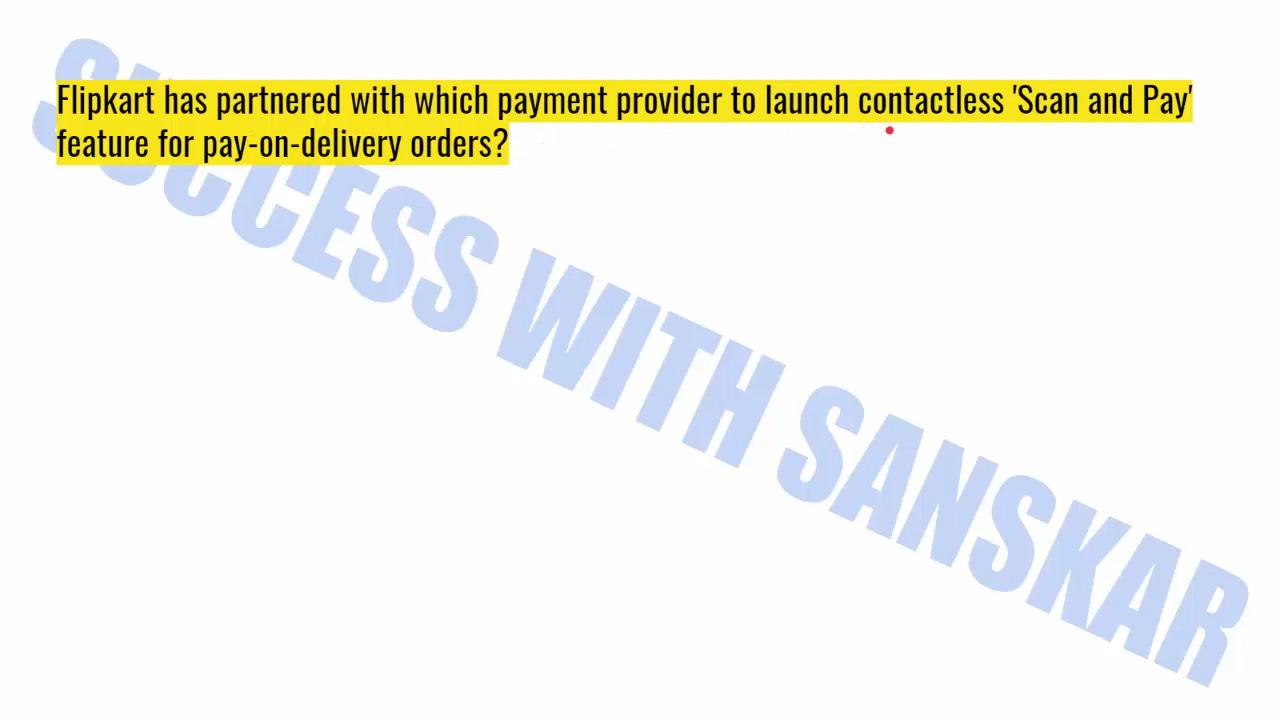 Flipkart has partnered with which payment provider to launch contactless 'Scan and Pay'
feature for pay-on-delivery orders?
SUCCESS WITH SANSKAR